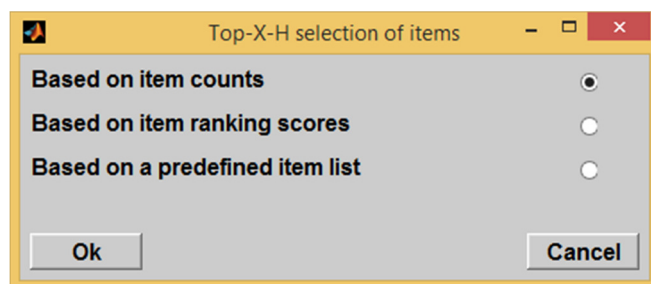 Top-X-H selection of items
Based on item counts
Based on item ranking scores
Based on a predefined item list
Ok Cancel